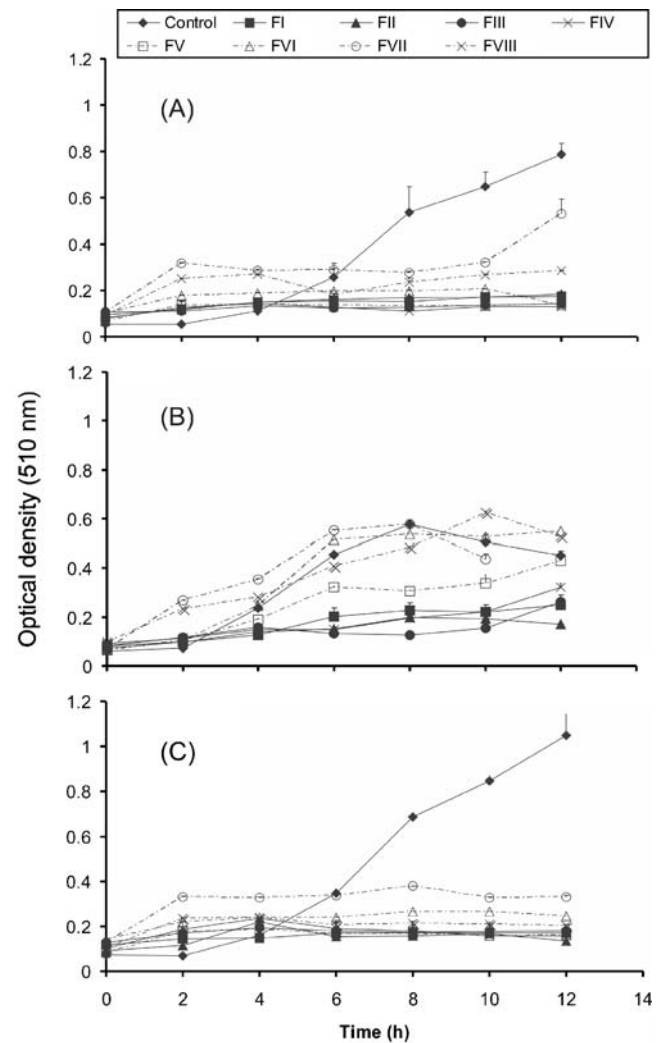 Control FI FII FIII FIV
FV FVI FVII FVIII
1.2
(A)
1
0.8
0.6
0.4
0.2
0
1.2
(B)
1
0.8
0.6
0.4
0.2
0
Optical density (510 nm)
1.2
(C)
1
0.8
0.6
0.4
0.2
0
0 2 4 6 8 10 12 14
Time (h)